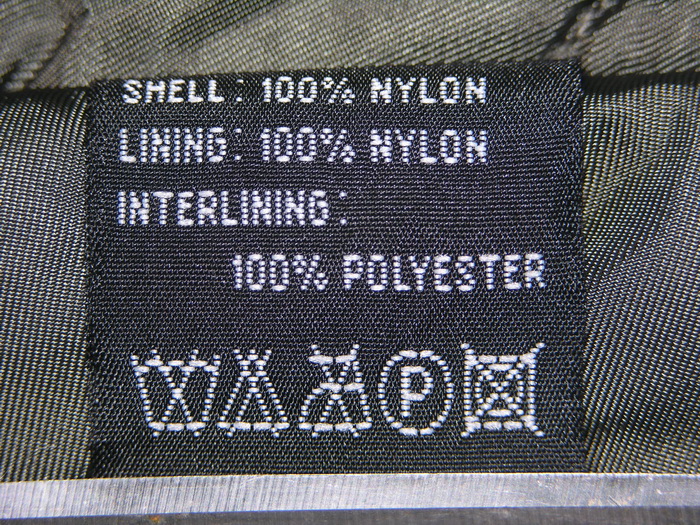 SHELL: 100% NYLON
LINING: 100% NYLON
INTERLINING:
100% POLYESTER
P